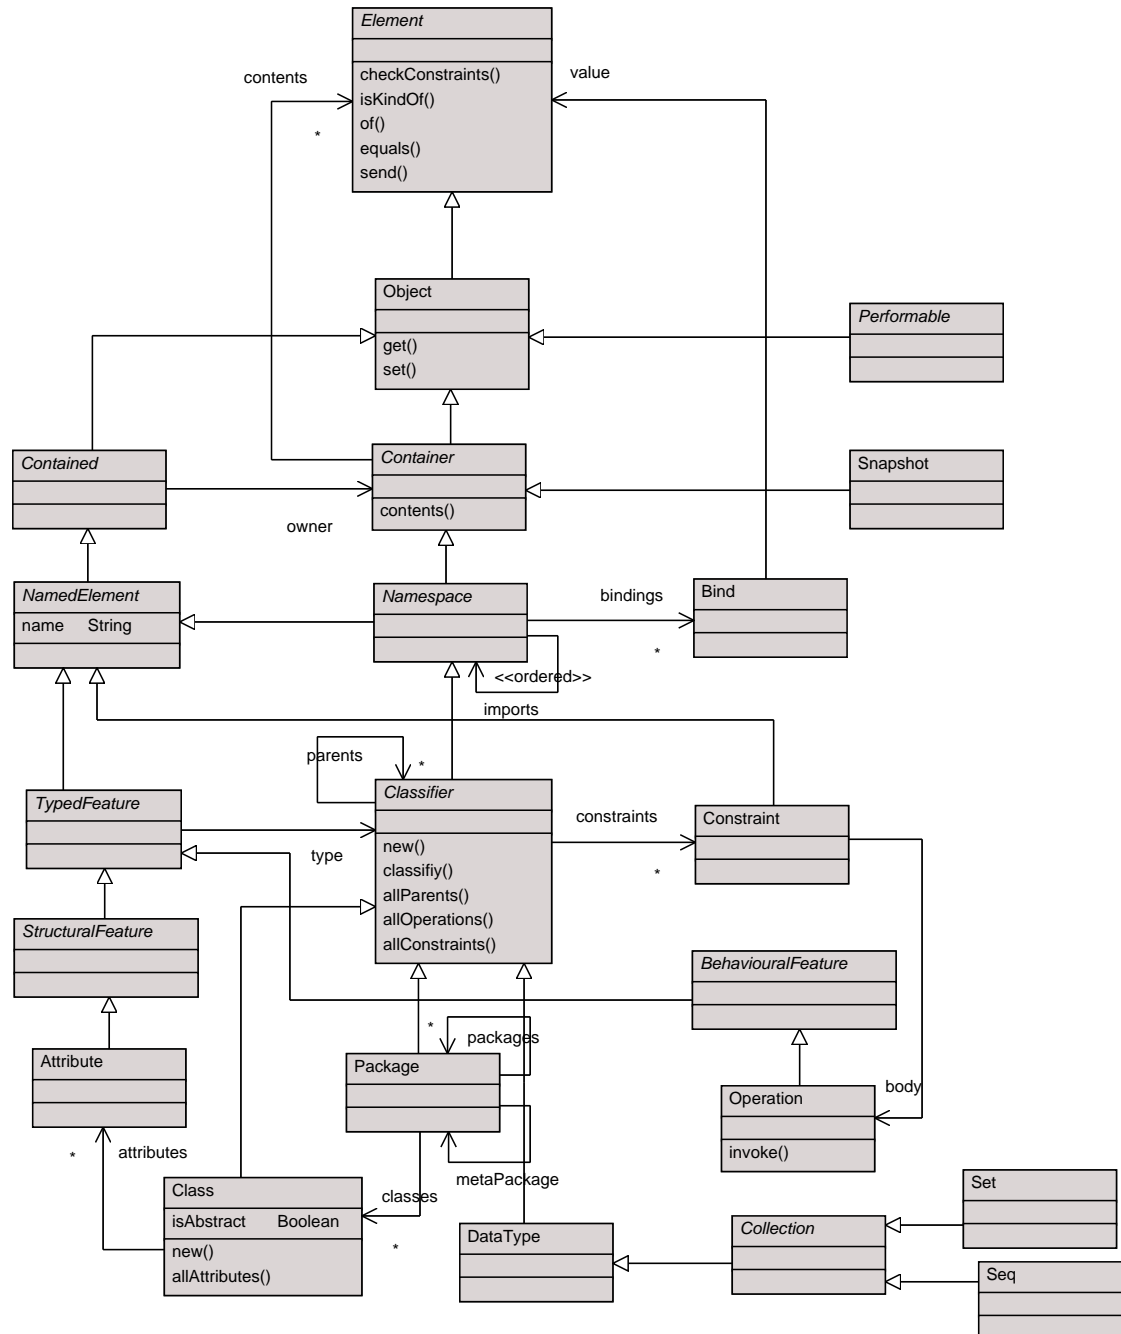 Element
contents
value
checkConstraints()
isKindOf()
of()
equals()
send()
*
Object
get()
set()
Performable
Contained
Container
contents()
Snapshot
owner
NamedElement
name String
Namespace
bindings
*
Bind
<<ordered>>
imports
parents
*
TypedFeature
Classifier
new()
classifiy()
allParents()
allOperations()
allConstraints()
constraints
*
Constraint
type
StructuralFeature
BehaviouralFeature
*
packages
Attribute
Package
Operation
invoke()
body
* attributes
metaPackage
Class
isAbstract Boolean
new()
allAttributes()
classes
*
DataType
Collection
Set
Seq